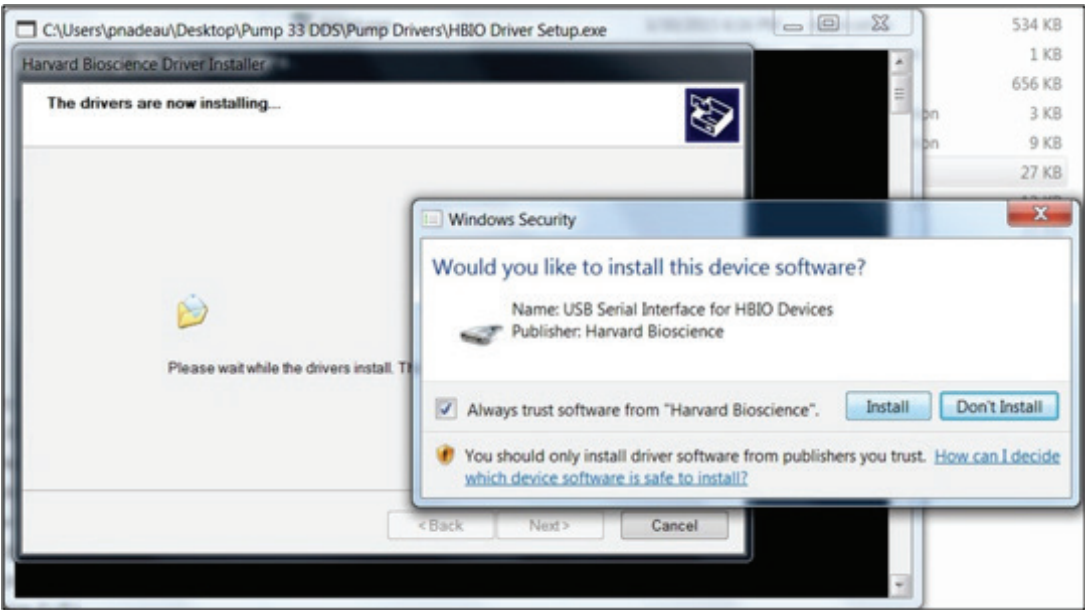 C:\Users\pnadeau\Desktop\Pump 33 DDS\Pump Drivers\HBIO Driver Setup.exe
534 KB
1 KB
656 KB
on 3 KB
on 9 KB
27 KB
Harvard Bioscience Driver Installer
The drivers are now installing...
Please wait while the drivers install. Th
< Back
Next >
Cancel
Windows Security
Would you like to install this device software?
Name: USB Serial Interface for HBIO Devices
Publisher: Harvard Bioscience
Always trust software from "Harvard Bioscience".
Install
Don't Install
You should only install driver software from publishers you trust. How can I decide
which device software is safe to install?